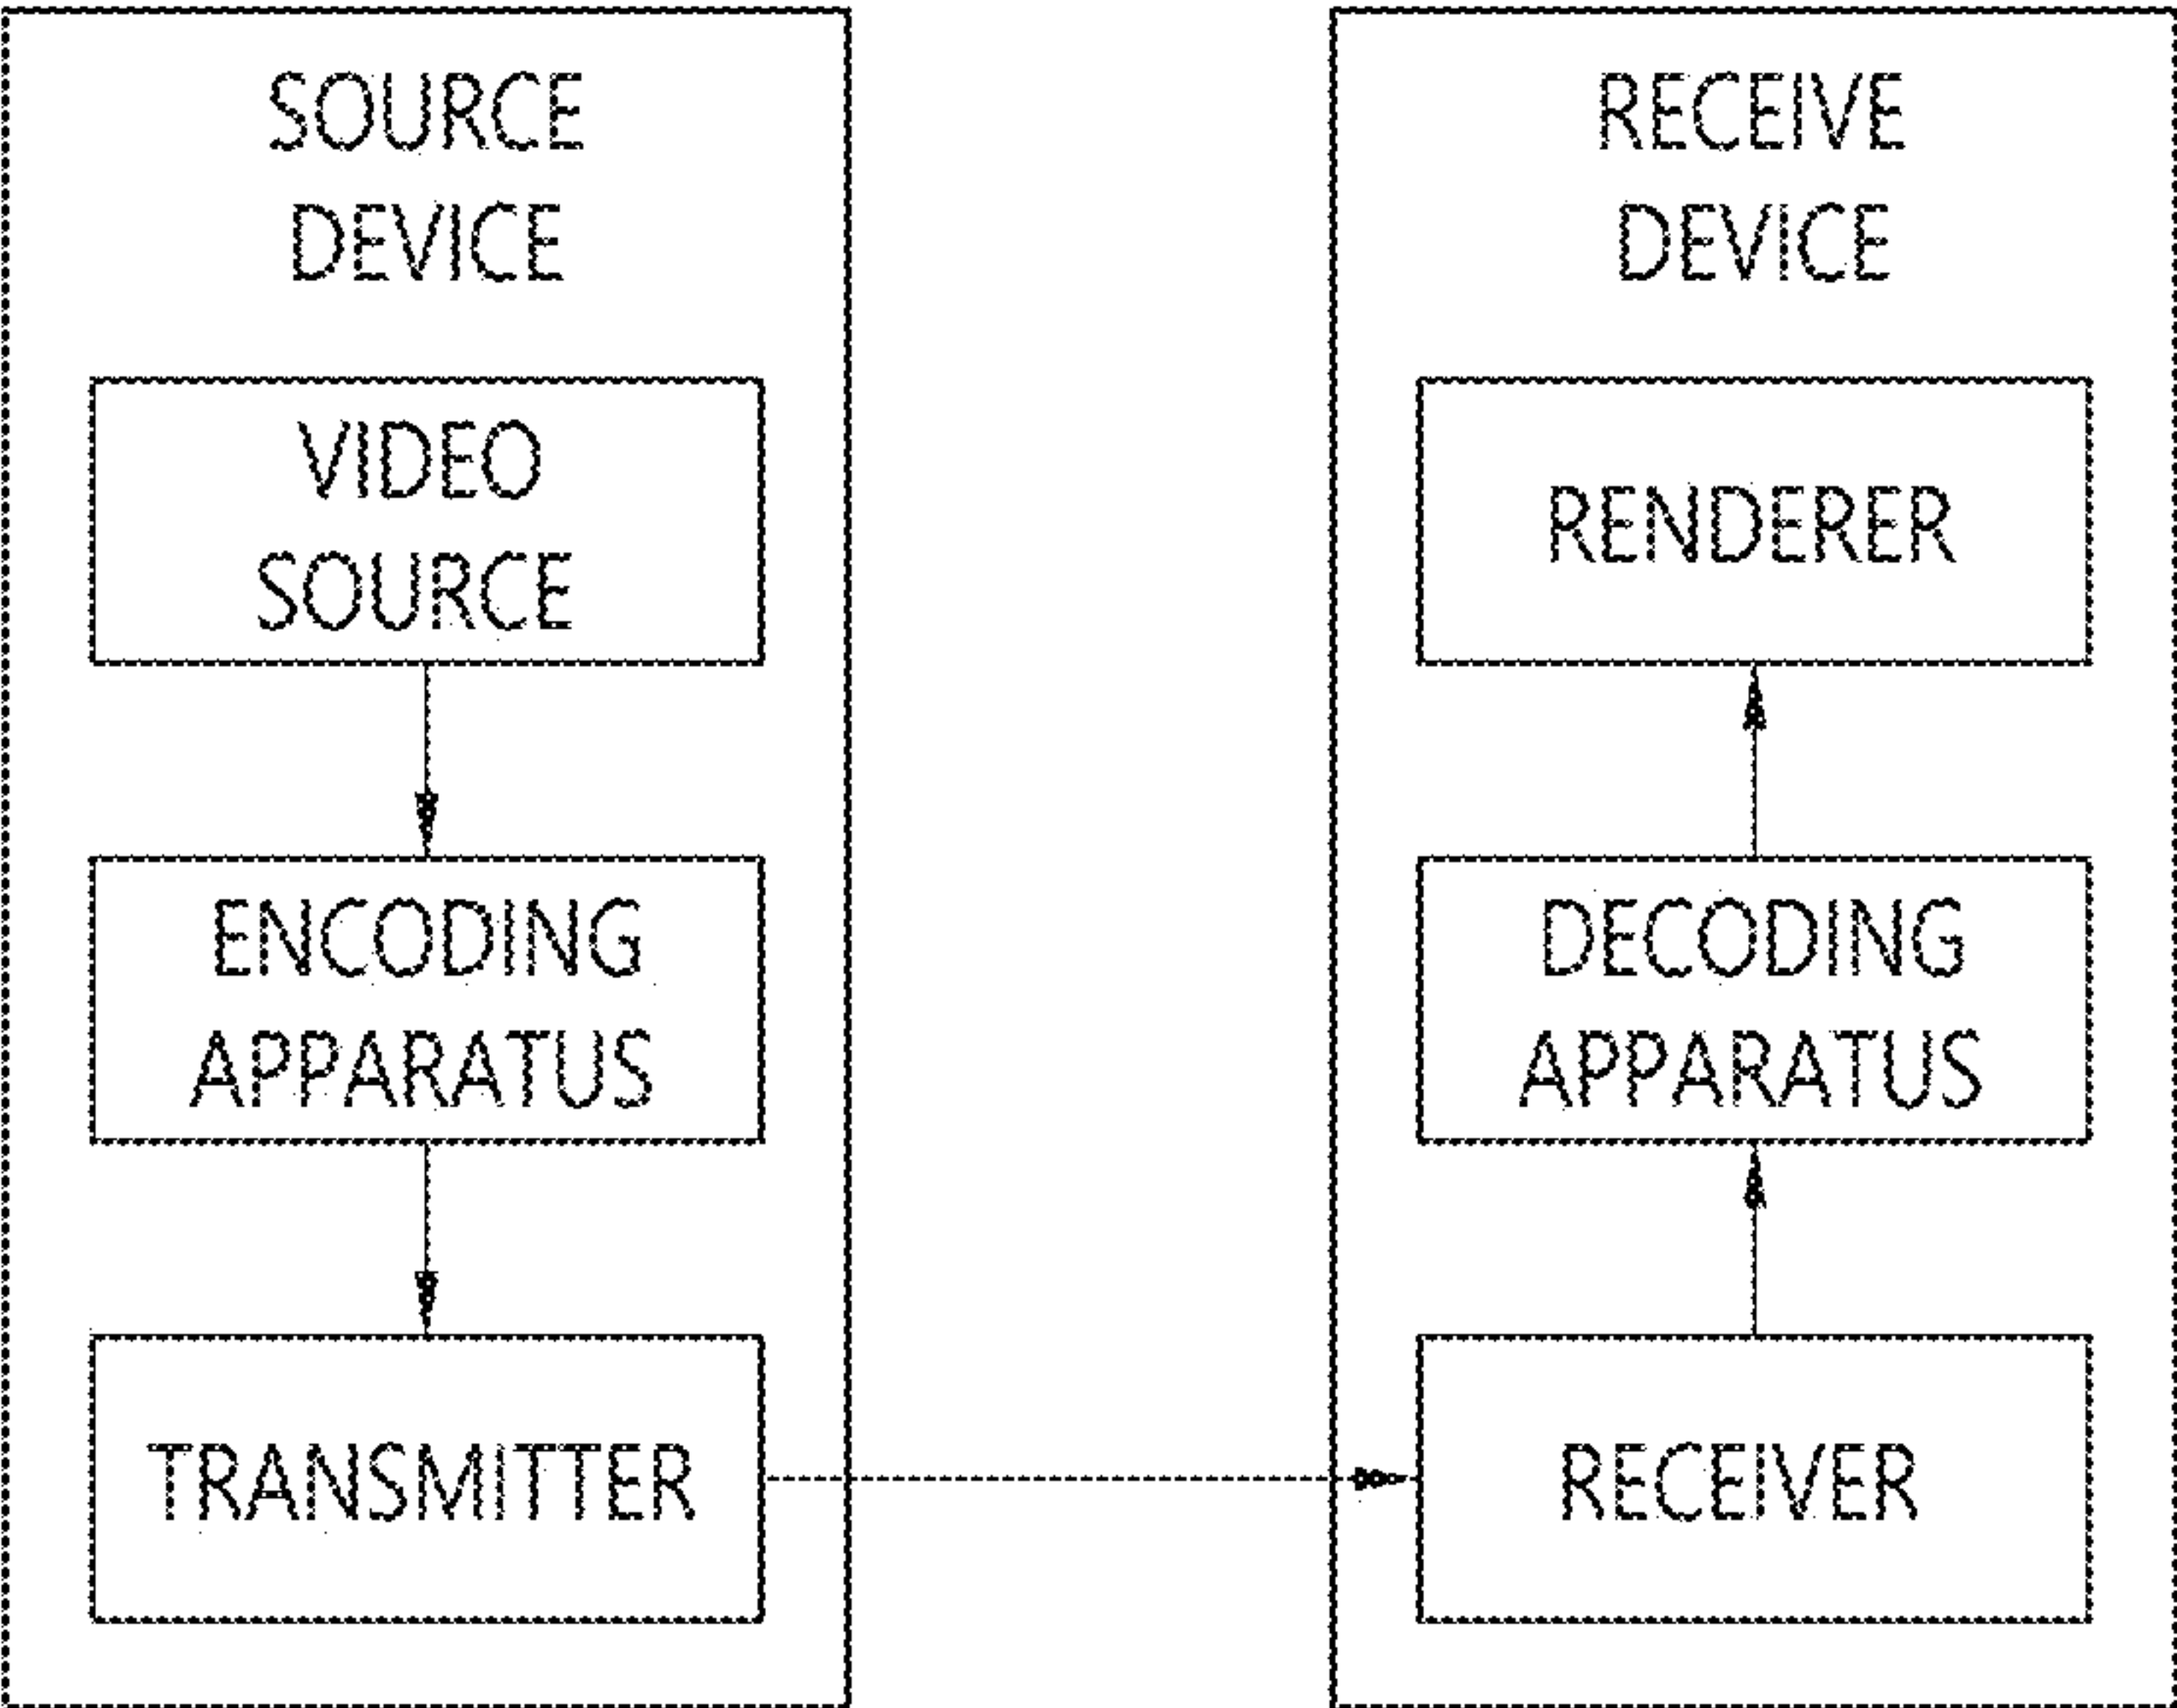 SOURCE
DEVICE
VIDEO
SOURCE
ENCODING
APPARATUS
TRANSMITTER
RECEIVE
DEVICE
RENDERER
DECODING
APPARATUS
RECEIVER